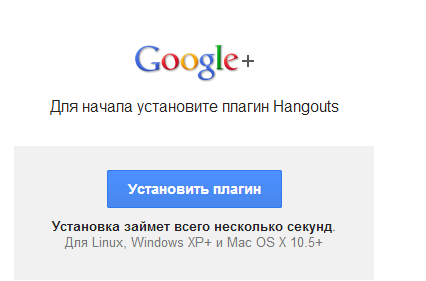 Google+
Для начала установите плагин Hangouts
Установить плагин
Установка займет всего несколько секунд.
Для Linux, Windows XP+ и Mac OS X 10.5+